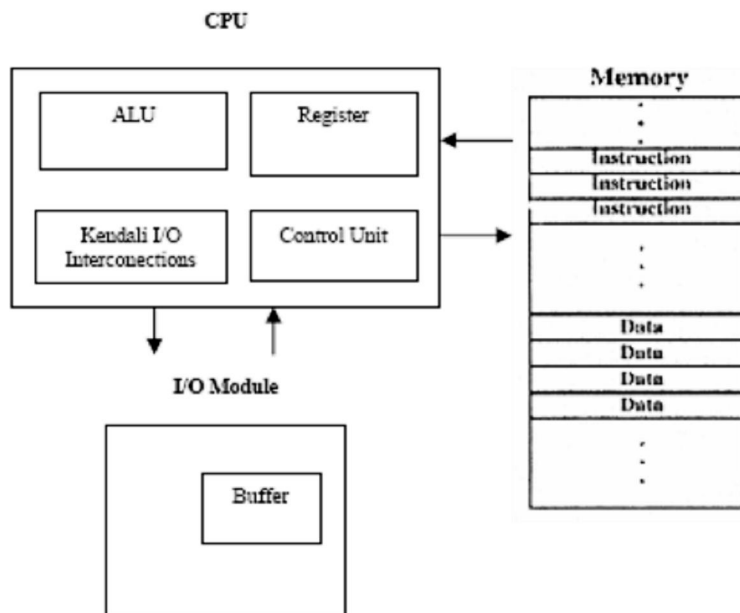 CPU
ALU
Register
Kendali I/O
Interconections
Control Unit
Memory
Instruction
Instruction
Instruction
Data
Data
Data
Data
I/O Module
Buffer